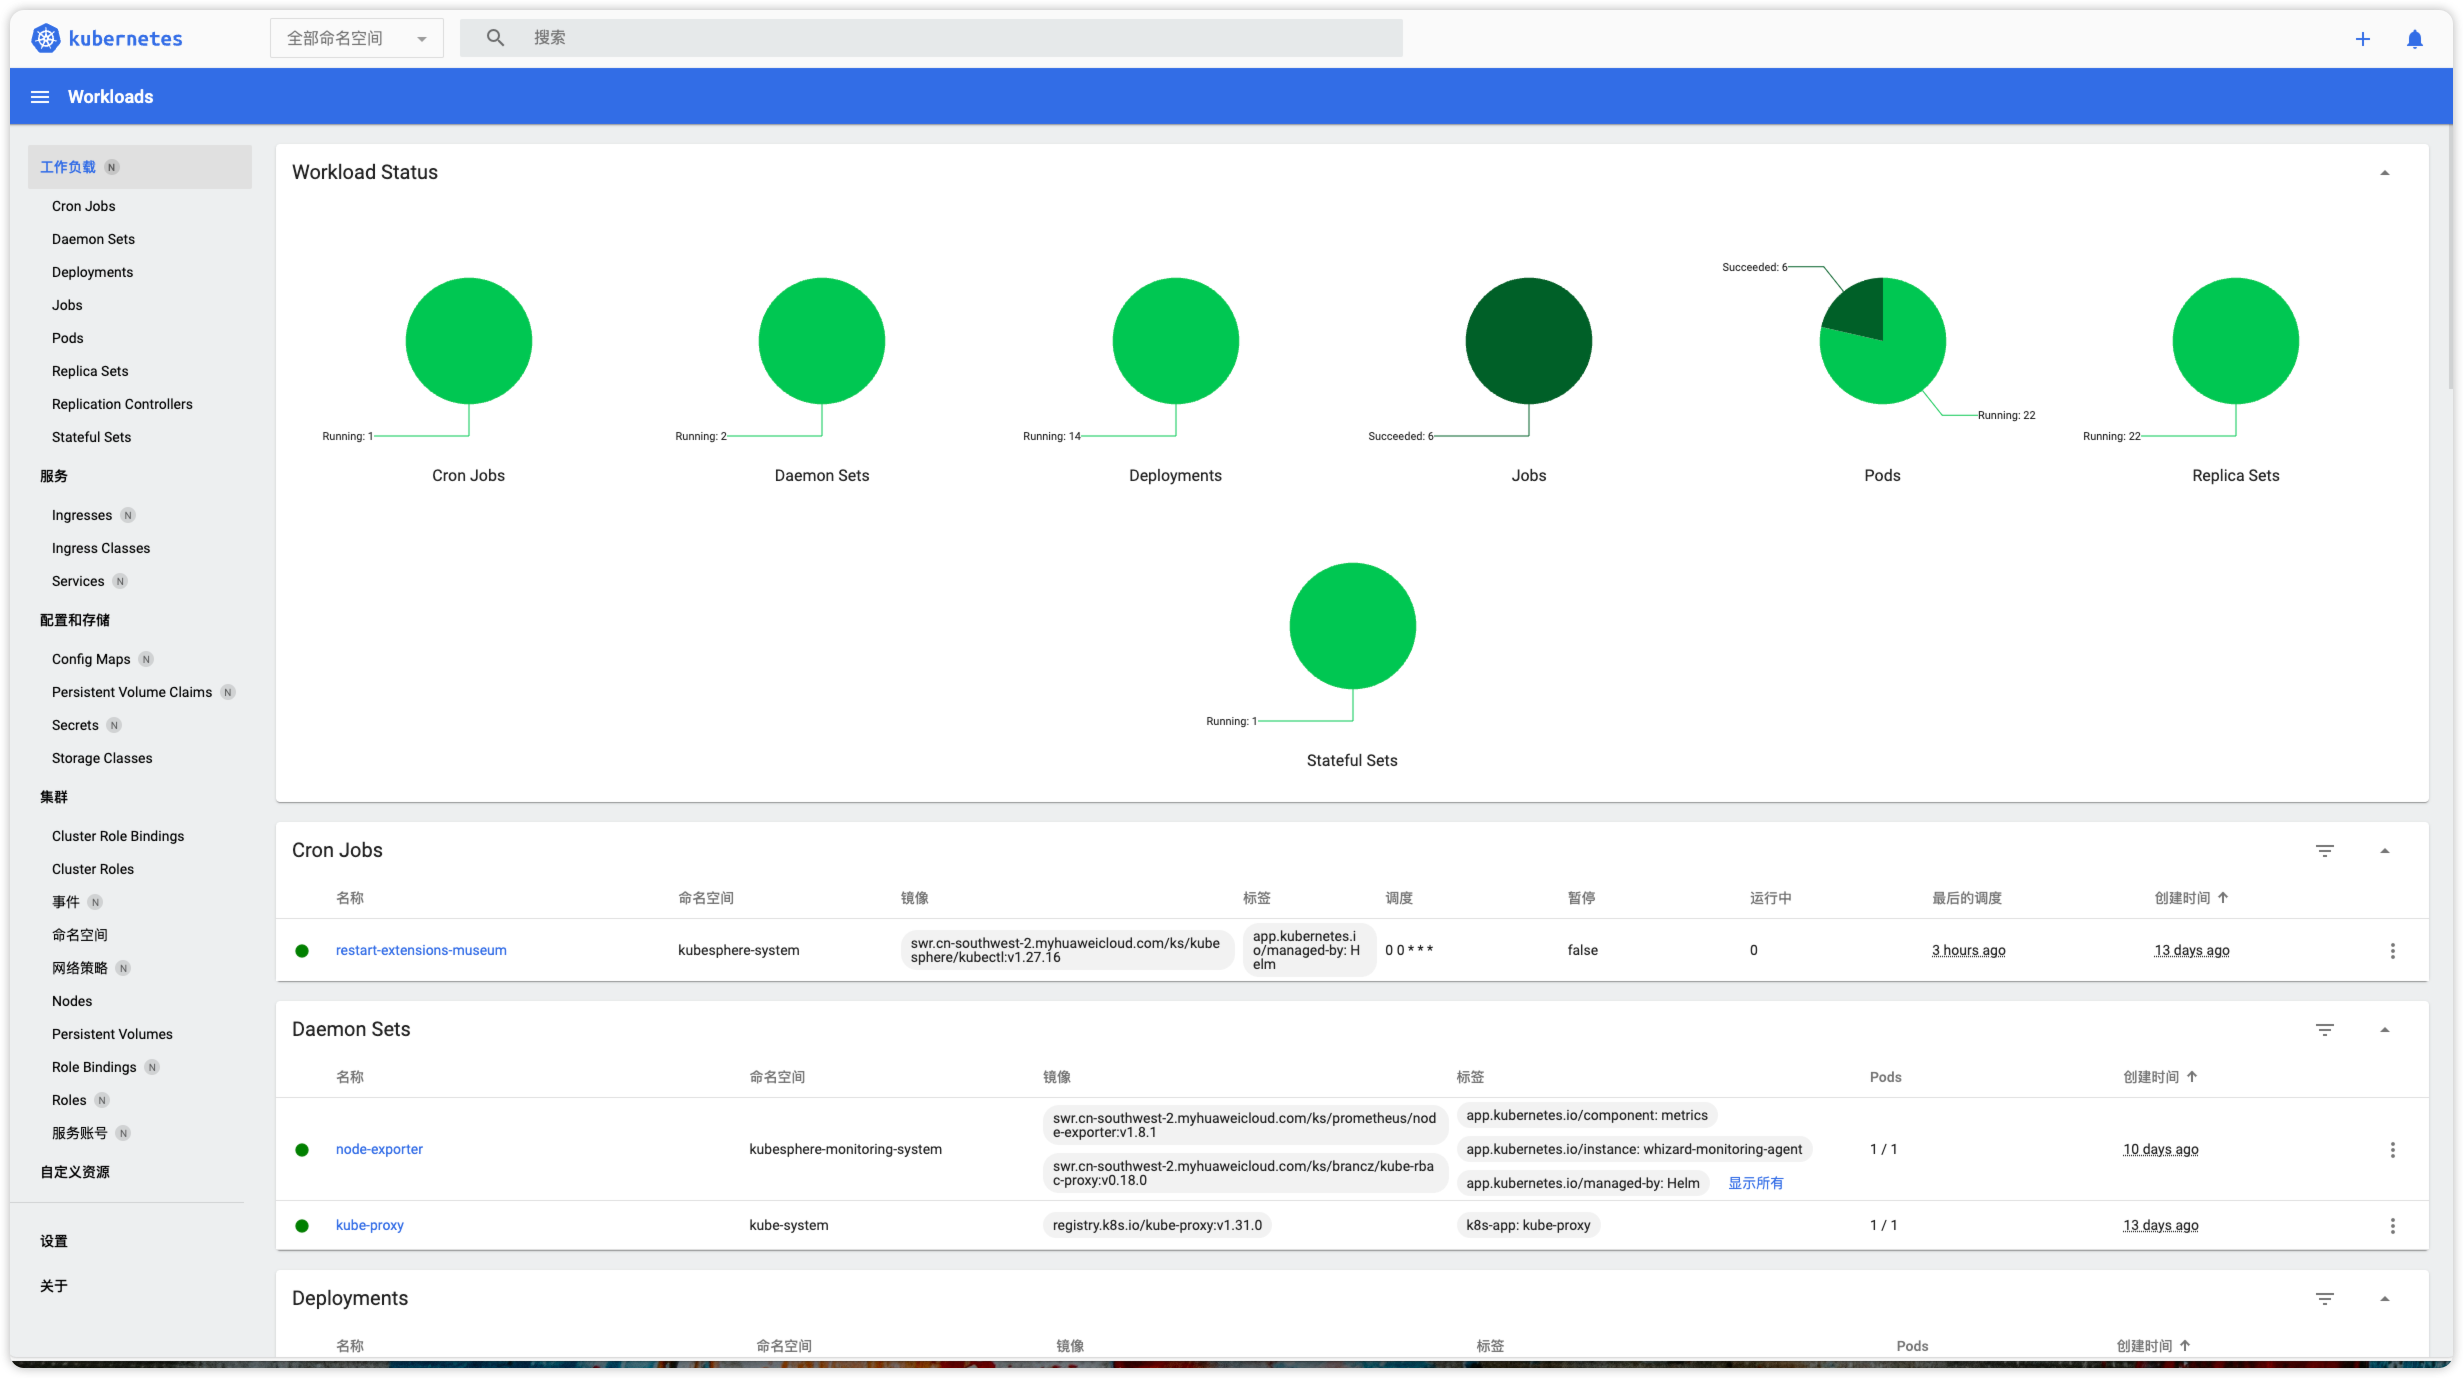 kubernetes
全部命名空间
搜索
Workloads
工作负载 N
Cron Jobs
Daemon Sets
Deployments
Jobs
Pods
Replica Sets
Replication Controllers
Stateful Sets
服务
Ingresses N
Ingress Classes
Services N
配置和存储
Config Maps N
Persistent Volume Claims N
Secrets N
Storage Classes
集群
Cluster Role Bindings
Cluster Roles
事件 N
命名空间
网络策略 N
Nodes
Persistent Volumes
Role Bindings N
Roles N
服务账号 N
自定义资源
设置
关于
Workload Status
Running: 1
Cron Jobs
Running: 2
Daemon Sets
Running: 14
Deployments
Succeeded: 6
Jobs
Succeeded: 6
Running: 22
Pods
Running: 22
Replica Sets
Running: 1
Stateful Sets
Cron Jobs
名称 命名空间 镜像 标签 调度 暂停 运行中 最后的调度 创建时间
restart-extensions-museum
kubesphere-system
swr.cn-southwest-2.myhuaweicloud.com/ks/kube
sphere/kubectl:v1.27.16
app.kubernetes.i
o/managed-by: H
elm
0 0 * * *
false
0
3 hours ago
13 days ago
Daemon Sets
名称 命名空间 镜像 标签 Pods 创建时间
node-exporter
kubesphere-monitoring-system
swr.cn-southwest-2.myhuaweicloud.com/ks/prometheus/nod
e-exporter:v1.8.1
swr.cn-southwest-2.myhuaweicloud.com/ks/brancz/kube-rba
c-proxy:v0.18.0
app.kubernetes.io/component: metrics
app.kubernetes.io/instance: whizard-monitoring-agent
app.kubernetes.io/managed-by: Helm 显示所有
1 / 1
10 days ago
kube-proxy
kube-system
registry.k8s.io/kube-proxy:v1.31.0
k8s-app: kube-proxy
1 / 1
13 days ago
Deployments
名称 命名空间 镜像 标签 Pods 创建时间